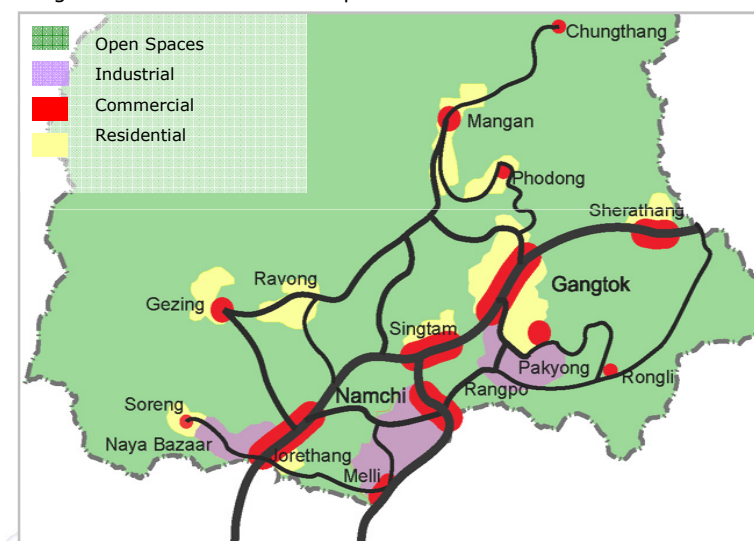 Open Spaces
Industrial
Commercial
Residential
Chungthang
Mangan
Phodong
Sherathang
Ravong
Gangtok
Gezing
Singtam
Pakyong
Rongli
Namchi
Rangpo
Soreng
Naya Bazaar
Jorethang
Melli